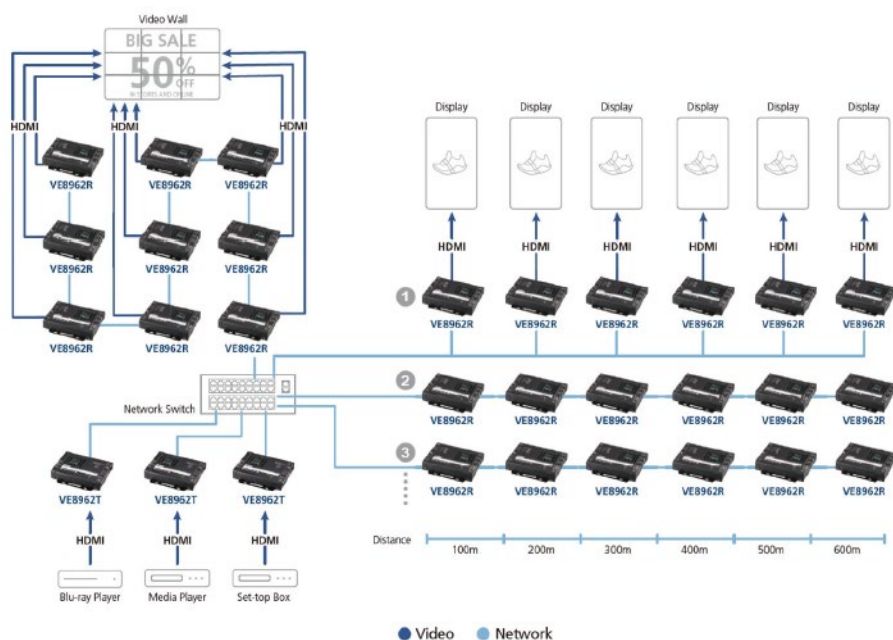 Video Wall
BIG SALE
50%
OFF
IN STORES AND ONLINE
HDMI HDMI HDMI
VE8962R VE8962R VE8962R
VE8962R VE8962R VE8962R
VE8962R VE8962R VE8962R
Network Switch
VE8962T VE8962T VE8962T
HDMI HDMI HDMI
Blu-ray Player Media Player Set-top Box
Display Display Display Display Display Display
HDMI HDMI HDMI HDMI HDMI HDMI
1
VE8962R VE8962R VE8962R VE8962R VE8962R VE8962R
2
VE8962R VE8962R VE8962R VE8962R VE8962R VE8962R
3
VE8962R VE8962R VE8962R VE8962R VE8962R VE8962R
Distance
100m 200m 300m 400m 500m 600m
Video Network